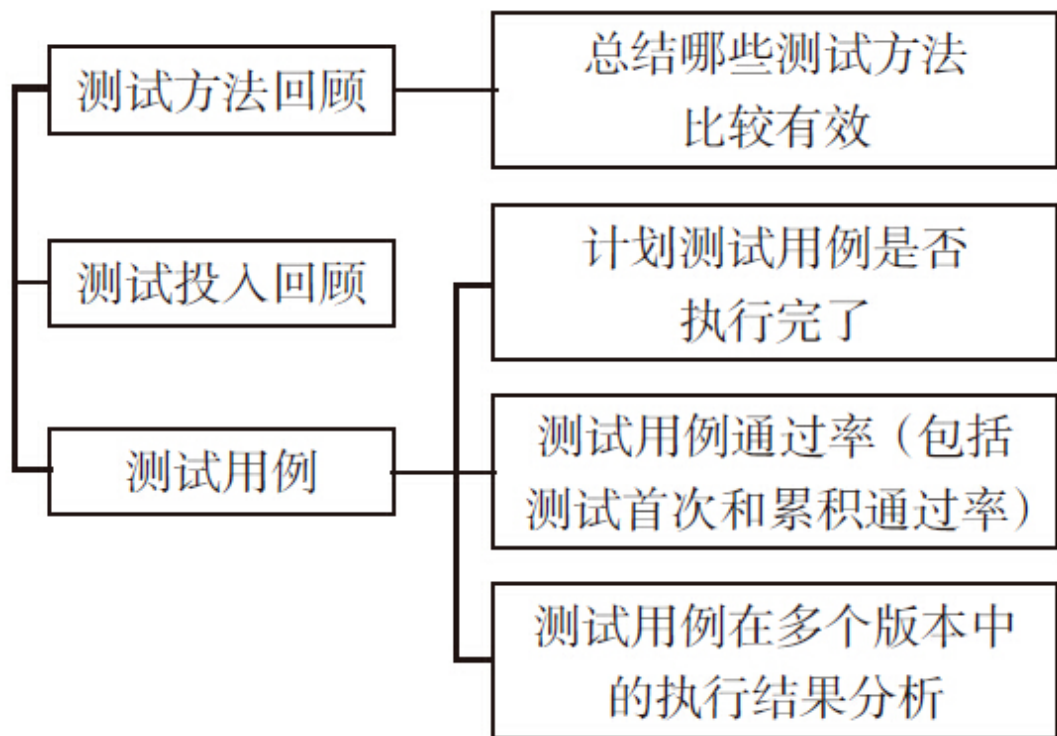 测试方法回顾
总结哪些测试方法
比较有效
测试投入回顾
计划测试用例是否
执行完了
测试用例
测试用例通过率（包括
测试首次和累积通过率）
测试用例在多个版本中
的执行结果分析